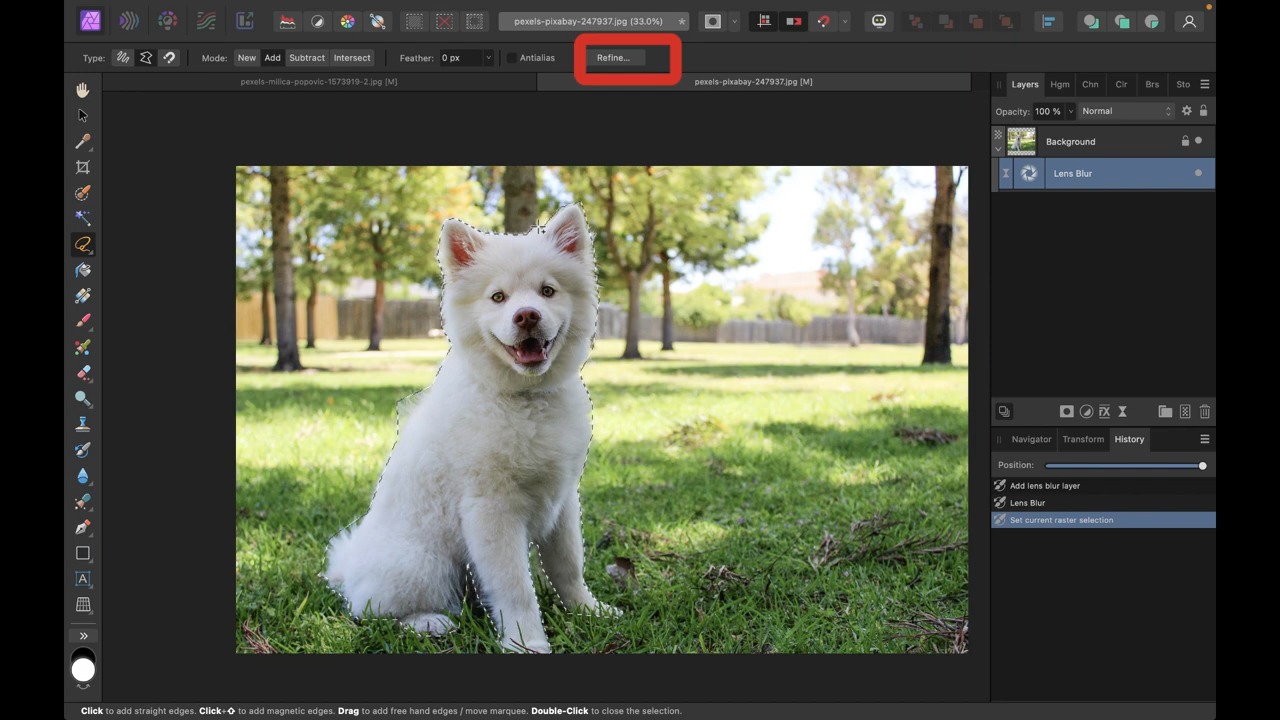 pexels-pixabay-247937.jpg (33.0%)
Type: Mode: New Add Subtract Intersect Feather: 0 px Antialias Refine...
pexels-milica-popovic-1573919-2.jpg [M] pexels-pixabay-247937.jpg [M]
Layers Hgm Chn Clr Brs Sto
Opacity: 100 % Normal
Background
Lens Blur
Navigator Transform History
Position:
Add lens blur layer
Lens Blur
Set current raster selection
Click to add straight edges. Click+⇧ to add magnetic edges. Drag to add free hand edges / move marquee. Double-Click to close the selection.